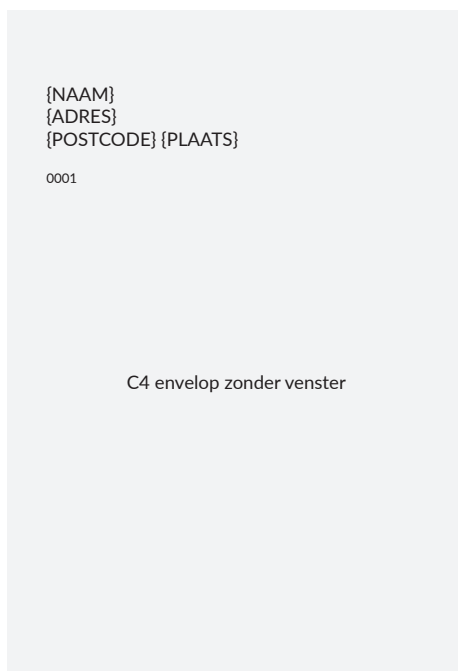 {NAAM}
{ADRES}
{POSTCODE} {PLAATS}
0001
C4 envelop zonder venster